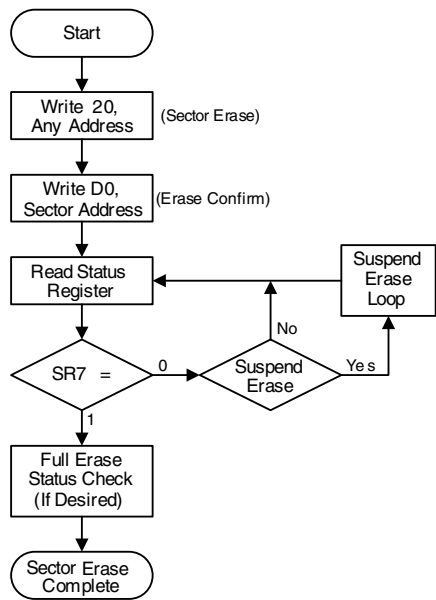 Start
Write 20,
Any Address
(Sector Erase)
Write D0,
Sector Address
(Erase Confirm)
Read Status
Register
Suspend
Erase
Loop
No
SR7 =
0
Suspend
Erase
Yes
1
Full Erase
Status Check
(If Desired)
Sector Erase
Complete